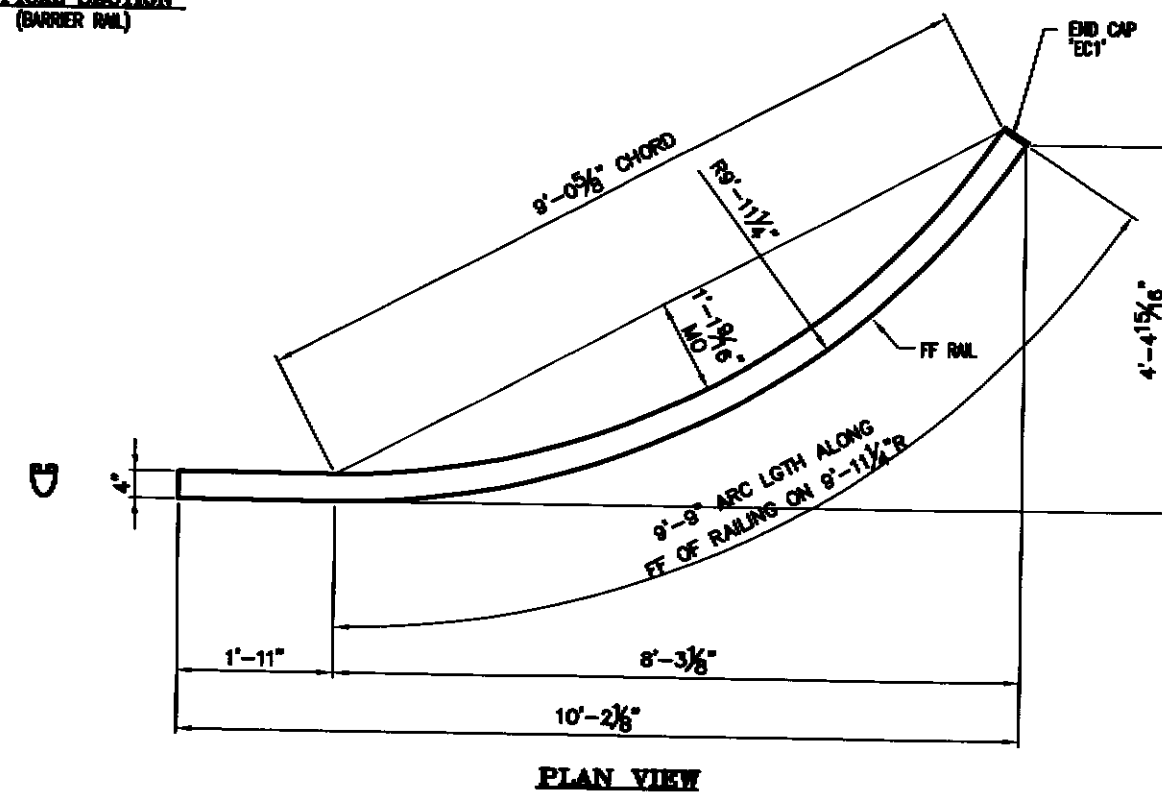 (BARRIER RAIL)
END CAP
'EC1'
9'-0⅝" CHORD
R9'-11¼"
1'-1⁹⁄₁₆"
MO
FF RAIL
4'-4¹⁵⁄₁₆"
4"
9'-9" ARC LGTH ALONG
FF OF RAILING ON 9'-11¼"R
1'-11"
8'-3⅛"
10'-2⅛"
PLAN VIEW